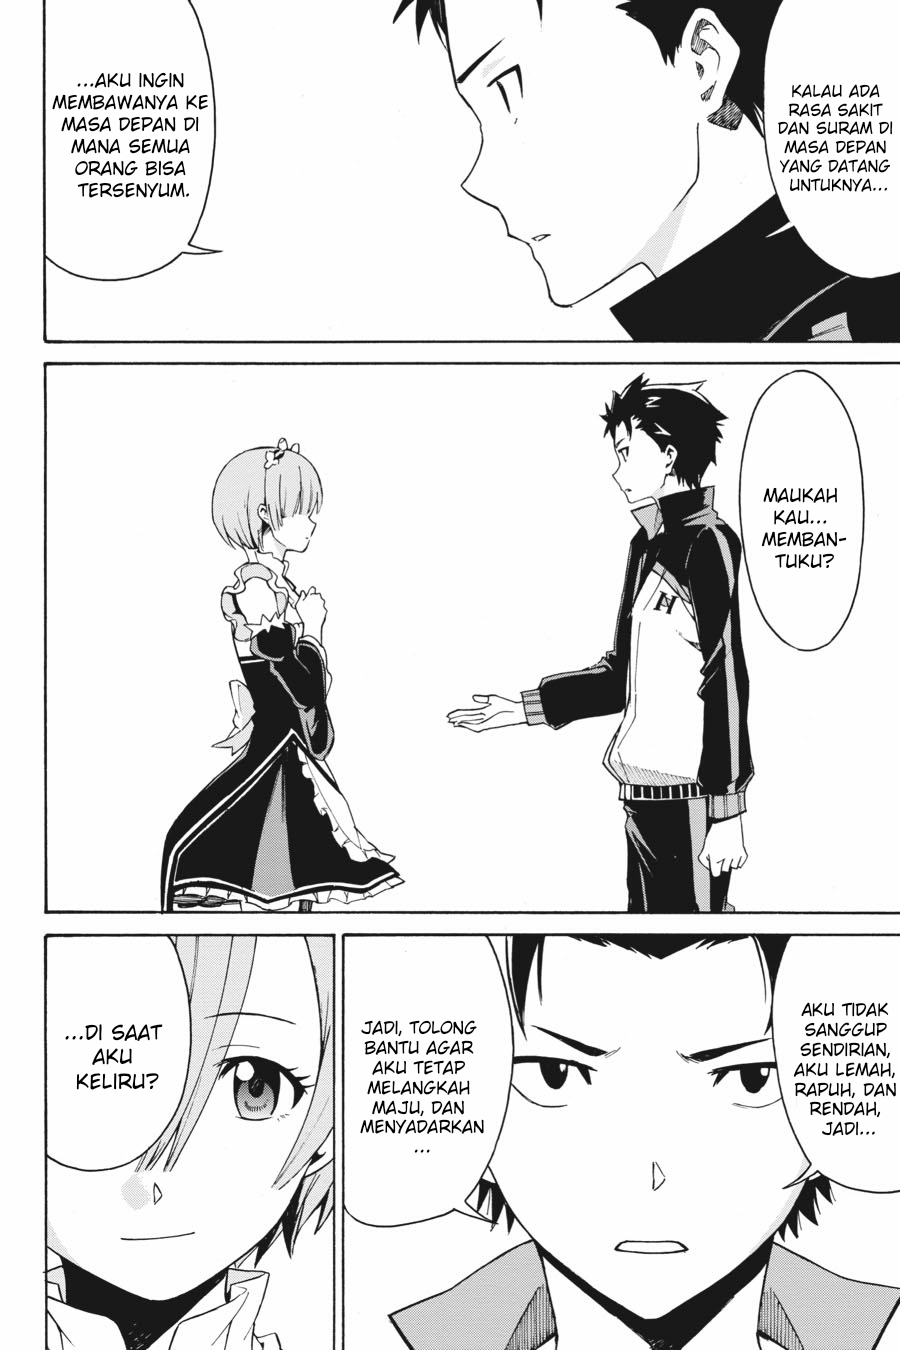 KALAU ADA
RASA SAKIT
DAN SURAM DI
MASA DEPAN
YANG DATANG
UNTUKNYA...
...AKU INGIN
MEMBAWANYA KE
MASA DEPAN DI
MANA SEMUA
ORANG BISA
TERSENYUM.
MAUKAH
KAU...
MEMBAN-
TUKU?
AKU TIDAK
SANGGUP
SENDIRIAN,
AKU LEMAH,
RAPUH, DAN
RENDAH,
JADI...
JADI, TOLONG
BANTU AGAR
AKU TETAP
MELANGKAH
MAJU, DAN
MENYADARKAN
...
...DI SAAT
AKU
KELIRU?